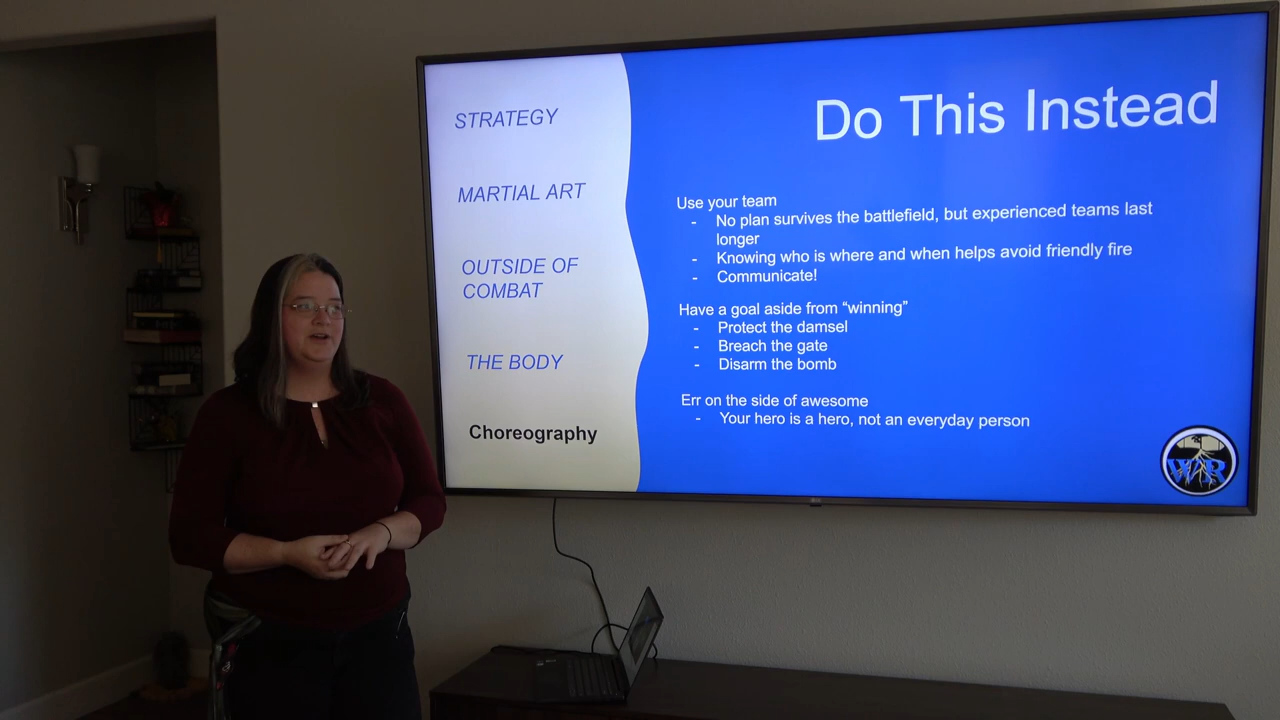 STRATEGY
MARTIAL ART
OUTSIDE OF
COMBAT
THE BODY
Choreography
Do This Instead
Use your team
- No plan survives the battlefield, but experienced teams last
longer
- Knowing who is where and when helps avoid friendly fire
- Communicate!
Have a goal aside from “winning”
- Protect the damsel
- Breach the gate
- Disarm the bomb
Err on the side of awesome
- Your hero is a hero, not an everyday person
WR